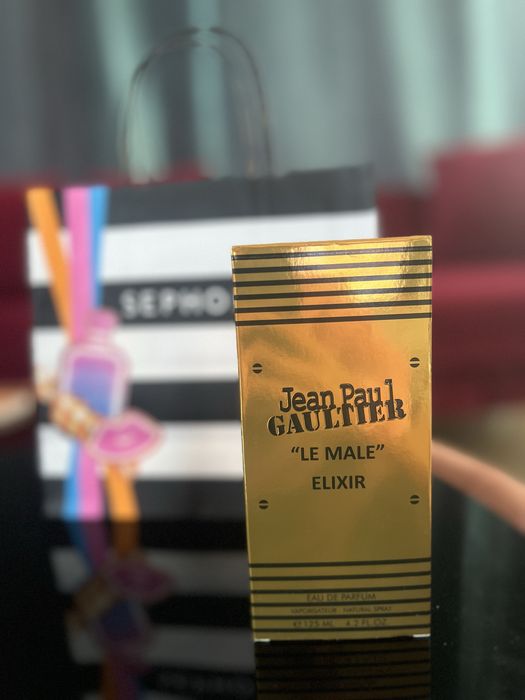 SEPHO
Jean Paul
GAULTIER
“LE MALE”
ELIXIR
EAU DE PARFUM
VAPORISATEUR · NATURAL SPRAY
℮ 125 ML 4.2 FL.OZ.